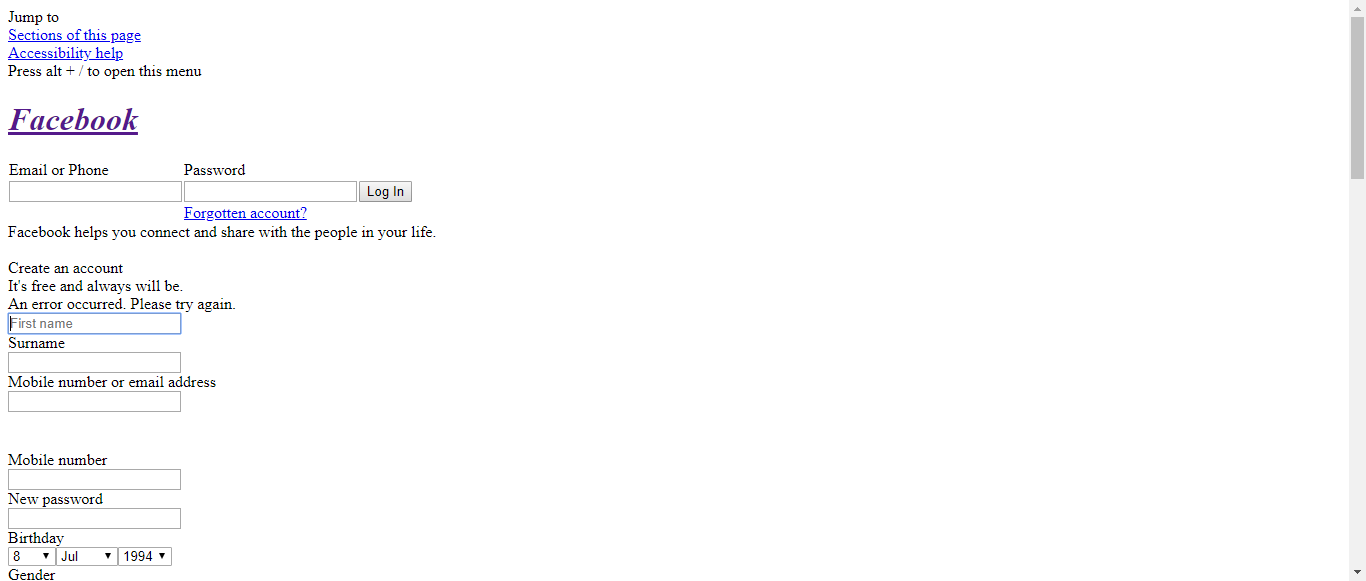 Jump to
Sections of this page
Accessibility help
Press alt + / to open this menu
Facebook
Email or Phone Password
Log In
Forgotten account?
Facebook helps you connect and share with the people in your life.
Create an account
It's free and always will be.
An error occurred. Please try again.
First name
Surname
Mobile number or email address
Mobile number
New password
Birthday
8 Jul 1994
Gender